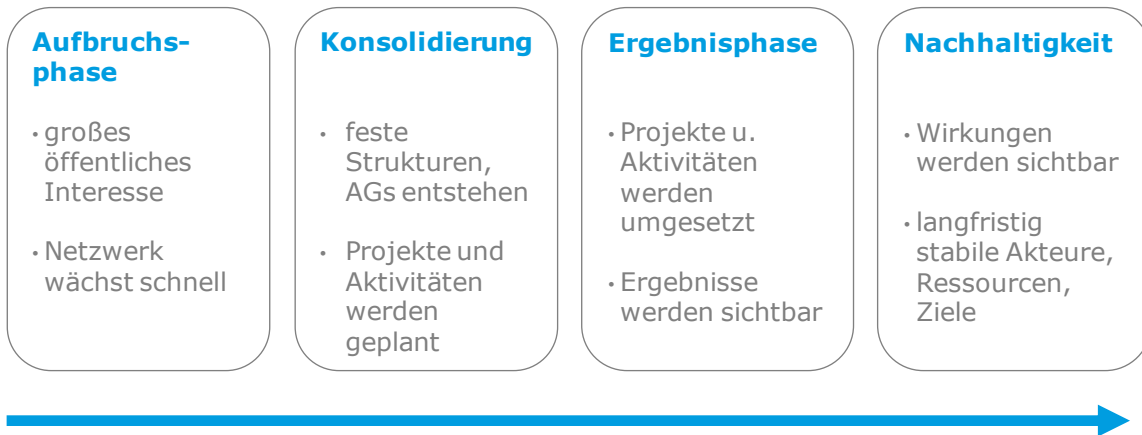 Aufbruchs-
phase
• großes
öffentliches
Interesse
• Netzwerk
wächst schnell
Konsolidierung
• feste
Strukturen,
AGs entstehen
• Projekte und
Aktivitäten
werden
geplant
Ergebnisphase
• Projekte u.
Aktivitäten
werden
umgesetzt
• Ergebnisse
werden sichtbar
Nachhaltigkeit
• Wirkungen
werden sichtbar
• langfristig
stabile Akteure,
Ressourcen,
Ziele